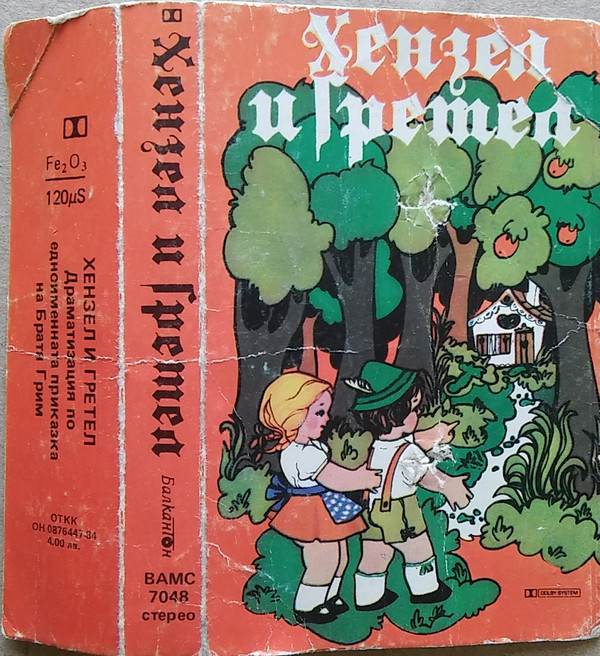 Хензел
и Гретел
DOLBY SYSTEM
Хензел и Гретел
Балкантон
ВАМС
7048
стерео
Fe₂O₃
120µS
ХЕНЗЕЛ И ГРЕТЕЛ
Драматизация по
едноименната приказка
на Братя Грим
ОТКК
ОН 0876447-84
4.00 лв.